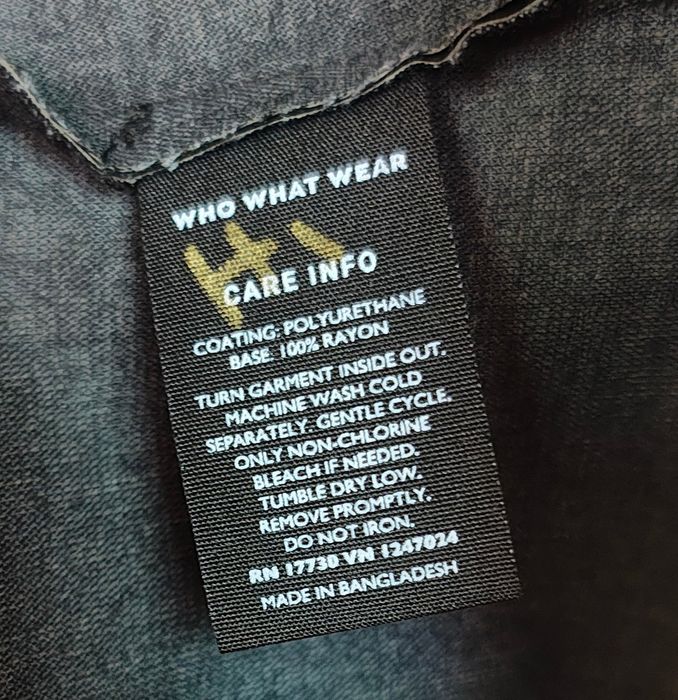 WHO WHAT WEAR
CARE INFO
COATING: POLYURETHANE
BASE: 100% RAYON
TURN GARMENT INSIDE OUT.
MACHINE WASH COLD
SEPARATELY. GENTLE CYCLE.
ONLY NON-CHLORINE
BLEACH IF NEEDED.
TUMBLE DRY LOW.
REMOVE PROMPTLY.
DO NOT IRON.
RN 17730 VN 1247024
MADE IN BANGLADESH